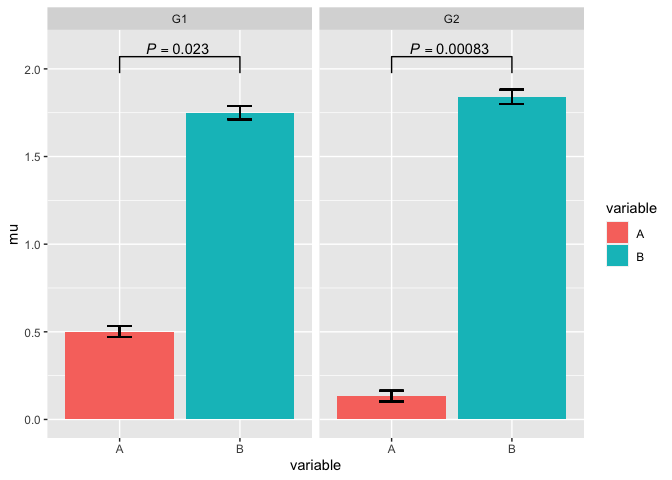 G1
G2
P = 0.023
P = 0.00083
2.0
1.5
1.0
0.5
0.0
mu
A
B
A
B
variable
variable
A
B